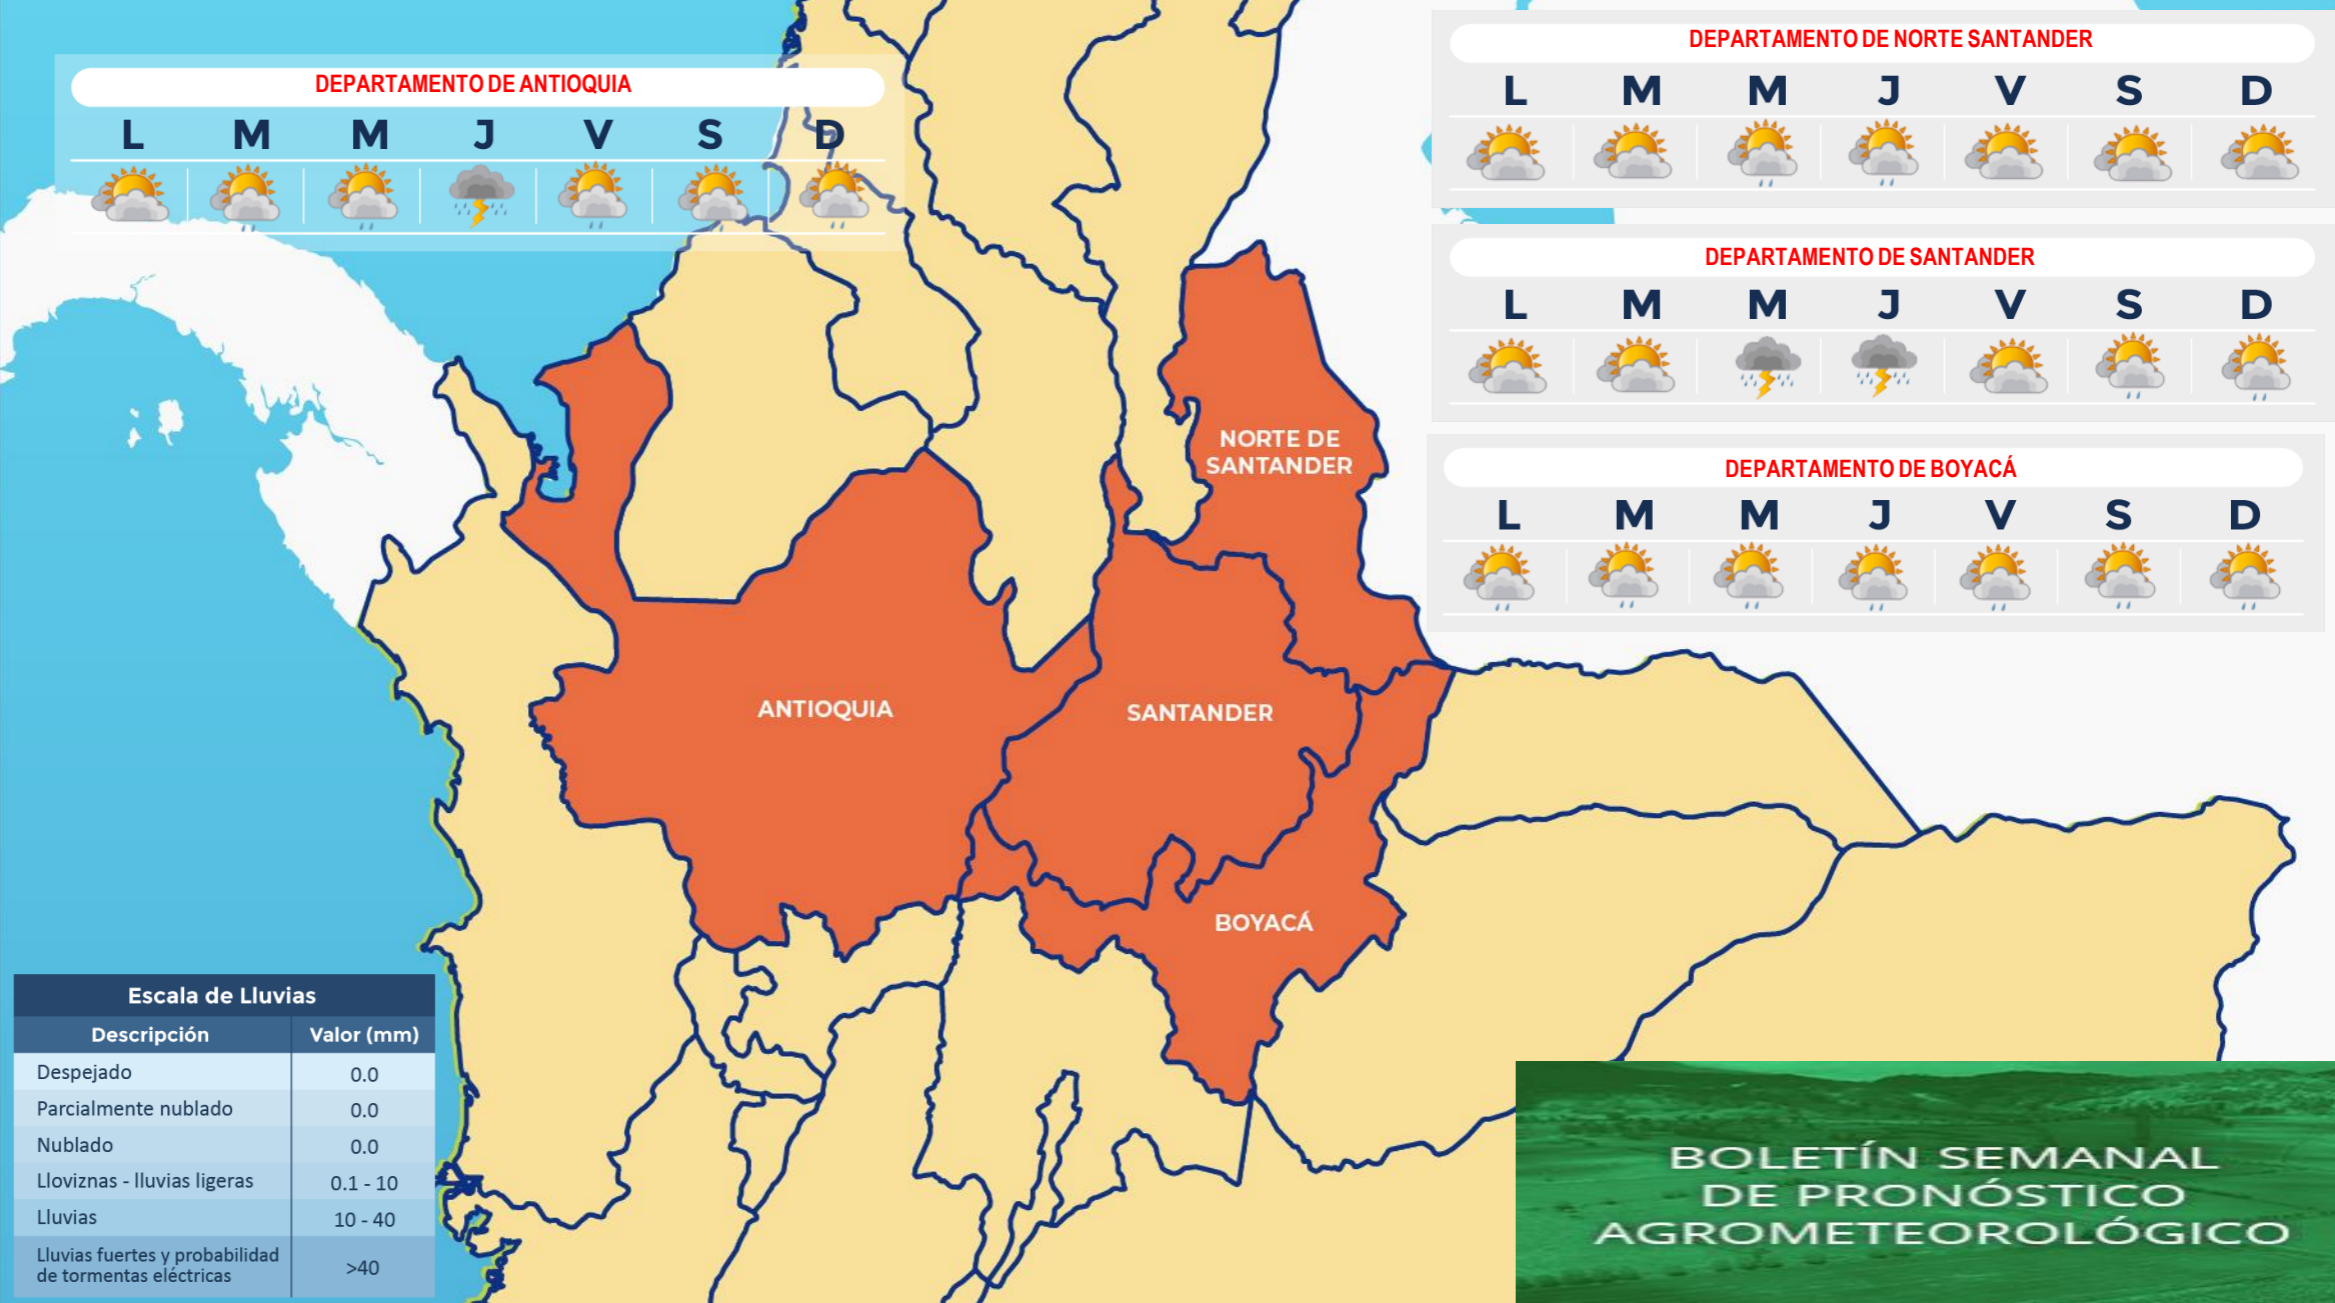 DEPARTAMENTO DE ANTIOQUIA
L M M J V S D
DEPARTAMENTO DE NORTE SANTANDER
L M M J V S D
DEPARTAMENTO DE SANTANDER
L M M J V S D
DEPARTAMENTO DE BOYACÁ
L M M J V S D
NORTE DE
SANTANDER
ANTIOQUIA
SANTANDER
BOYACÁ
Escala de Lluvias
Descripción Valor (mm)
Despejado 0.0
Parcialmente nublado 0.0
Nublado 0.0
Lloviznas - lluvias ligeras 0.1 - 10
Lluvias 10 - 40
Lluvias fuertes y probabilidad
de tormentas eléctricas >40
BOLETÍN SEMANAL
DE PRONÓSTICO
AGROMETEOROLÓGICO